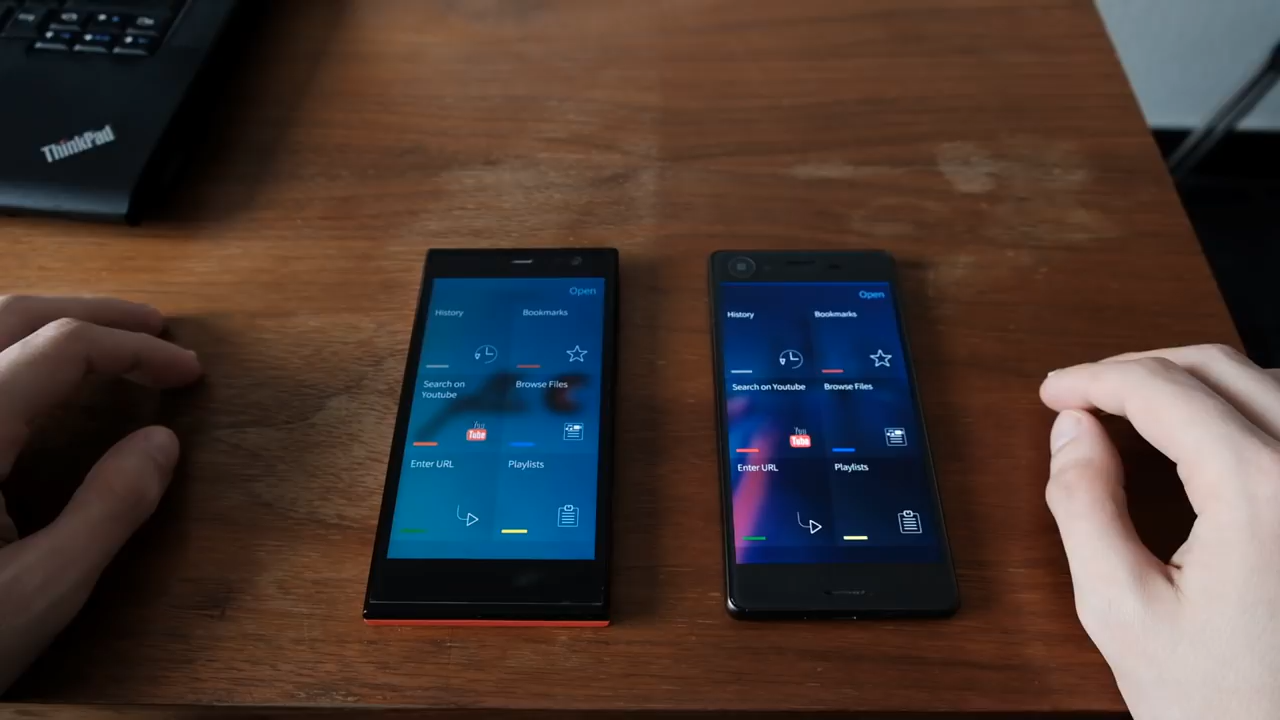 ThinkPad
Open
History
Bookmarks
Search on
Youtube
Browse Files
You
Tube
Enter URL
Playlists
Open
History
Bookmarks
Search on Youtube
Browse Files
You
Tube
Enter URL
Playlists